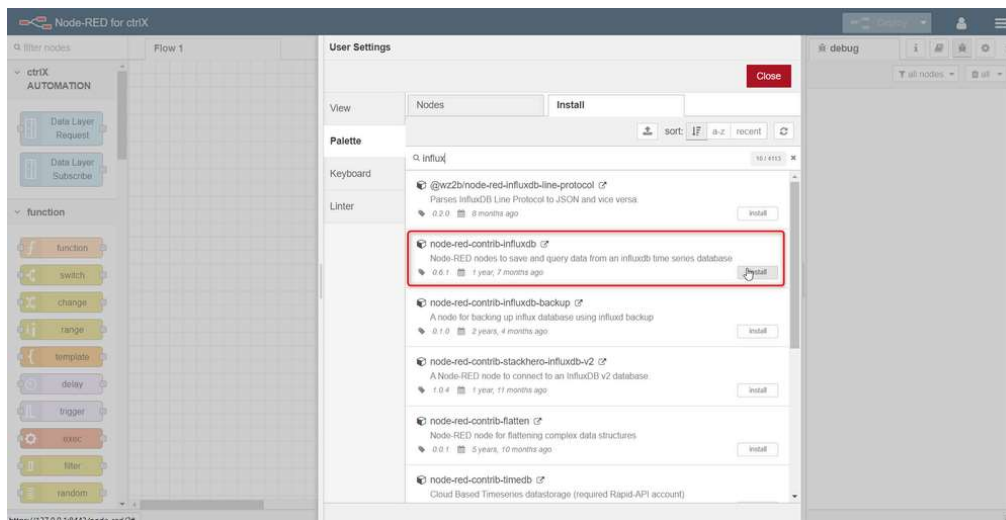 Node-RED for ctrlX
Deploy
filter nodes
Flow 1
User Settings
debug
i
Close
all nodes
all
ctrlX
AUTOMATION
Data Layer
Request
Data Layer
Subscribe
function
function
switch
change
range
template
delay
trigger
exec
filter
random
View
Palette
Keyboard
Linter
Nodes
Install
sort:
a-z
recent
influx
10 / 4113
@wz2b/node-red-influxdb-line-protocol
Parses InfluxDB Line Protocol to JSON and vice versa.
0.2.0 8 months ago
install
node-red-contrib-influxdb
Node-RED nodes to save and query data from an influxdb time series database
0.6.1 1 year, 7 months ago
install
node-red-contrib-influxdb-backup
A node for backing up influx database using influxd backup
0.1.0 2 years, 4 months ago
install
node-red-contrib-stackhero-influxdb-v2
A Node-RED node to connect to an InfluxDB v2 database.
1.0.4 1 year, 11 months ago
install
node-red-contrib-flatten
Node-RED node for flattening complex data structures
0.0.1 5 years, 10 months ago
install
node-red-contrib-timedb
Cloud Based Timeseries datastorage (required Rapid-API account)